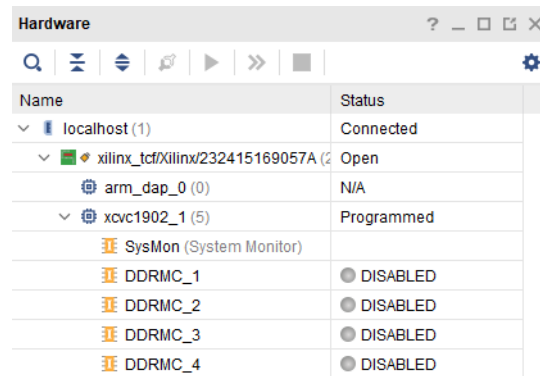 Hardware
Name Status
localhost (1) Connected
xilinx_tcf/Xilinx/232415169057A (2 Open
arm_dap_0 (0) N/A
xcvc1902_1 (5) Programmed
SysMon (System Monitor)
DDRMC_1 DISABLED
DDRMC_2 DISABLED
DDRMC_3 DISABLED
DDRMC_4 DISABLED